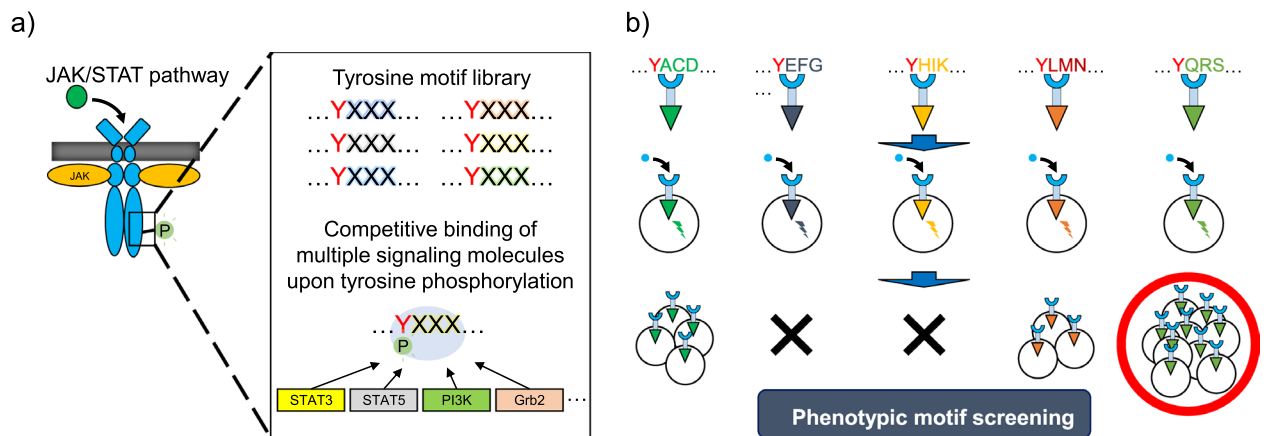 a)
JAK/STAT pathway
JAK
P
Tyrosine motif library
...YXXX... ...YXXX...
...YXXX... ...YXXX...
...YXXX... ...YXXX...
Competitive binding of
multiple signaling molecules
upon tyrosine phosphorylation
...YXXX...
P
STAT3 STAT5 PI3K Grb2 ...
b)
...YACD... ...YEFG ...YHIK... ...YLMN... ...YQRS...
...
Phenotypic motif screening